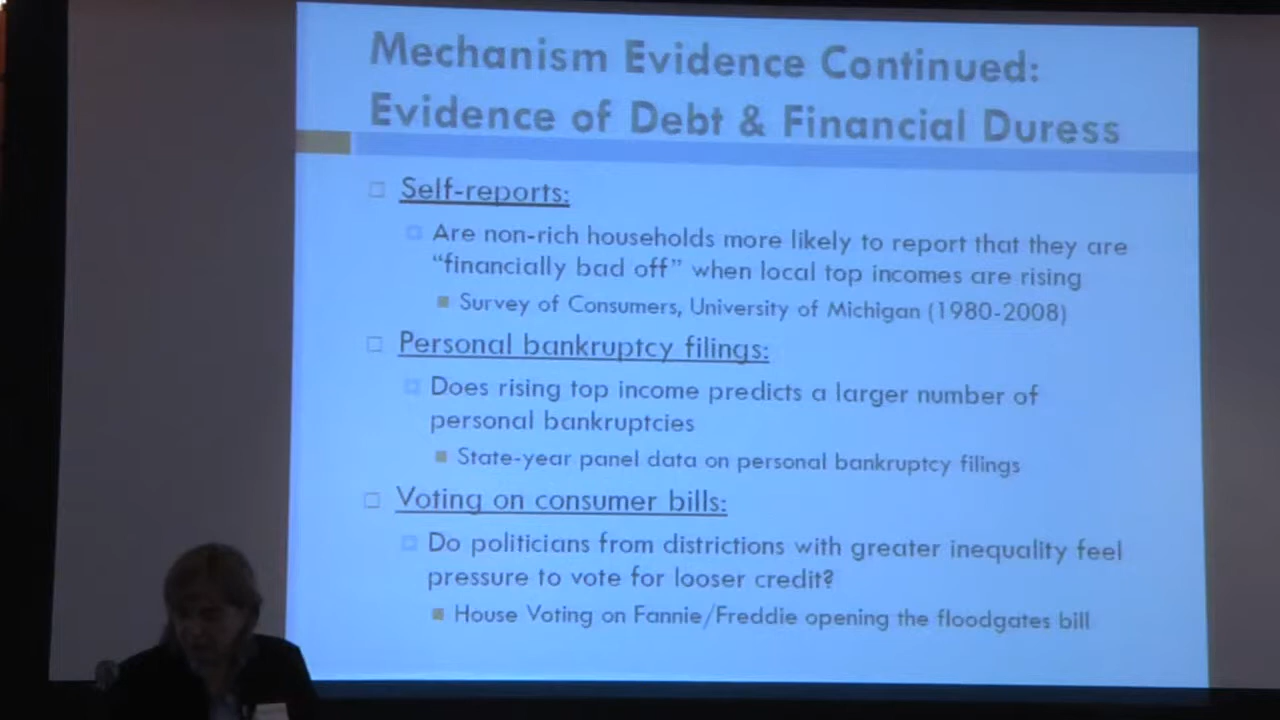 Mechanism Evidence Continued:
Evidence of Debt & Financial Duress
Self-reports:
Are non-rich households more likely to report that they are
“financially bad off” when local top incomes are rising
Survey of Consumers, University of Michigan (1980-2008)
Personal bankruptcy filings:
Does rising top income predicts a larger number of
personal bankruptcies
State-year panel data on personal bankruptcy filings
Voting on consumer bills:
Do politicians from districtions with greater inequality feel
pressure to vote for looser credit?
House Voting on Fannie/Freddie opening the floodgates bill